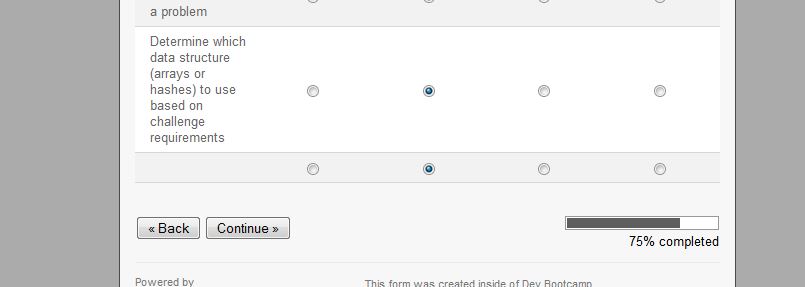 a problem
Determine which
data structure
(arrays or
hashes) to use
based on
challenge
requirements
« Back
Continue »
75% completed
Powered by
This form was created inside of Dev Bootcamp